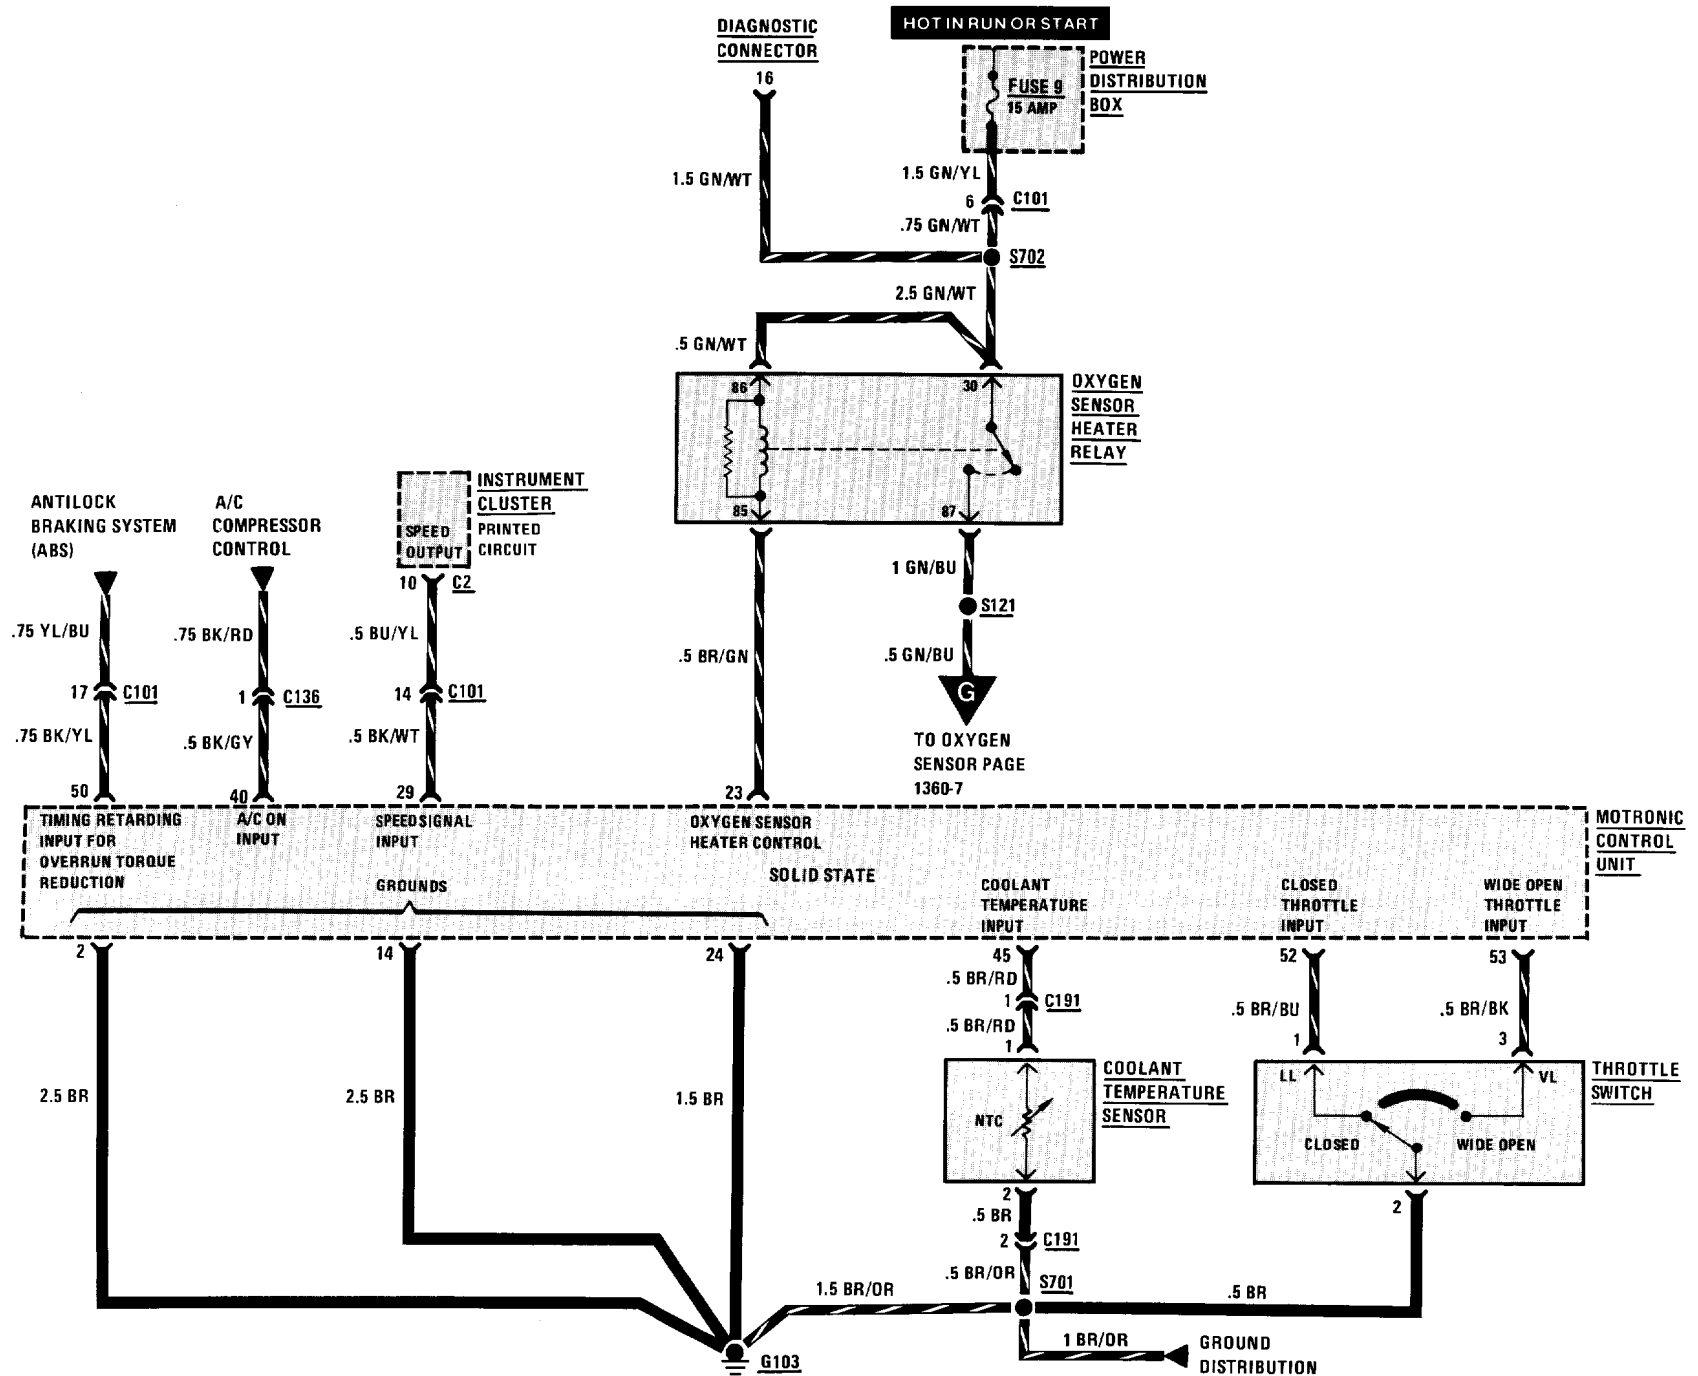 DIAGNOSTIC
CONNECTOR
16
HOT IN RUN OR START
POWER
DISTRIBUTION
BOX
FUSE 9
15 AMP
1.5 GN/WT
1.5 GN/YL
6
C101
.75 GN/WT
S702
2.5 GN/WT
.5 GN/WT
86
30
OXYGEN
SENSOR
HEATER
RELAY
85
87
ANTILOCK
BRAKING SYSTEM
(ABS)
A/C
COMPRESSOR
CONTROL
INSTRUMENT
CLUSTER
PRINTED
CIRCUIT
SPEED
OUTPUT
10
C2
1 GN/BU
S121
.5 GN/BU
G
TO OXYGEN
SENSOR PAGE
1360-7
.75 YL/BU
.75 BK/RD
.5 BU/YL
.5 BR/GN
17
C101
1
C136
14
C101
.75 BK/YL
.5 BK/GY
.5 BK/WT
50
40
29
23
TIMING RETARDING
INPUT FOR
OVERRUN TORQUE
REDUCTION
A/C ON
INPUT
SPEED SIGNAL
INPUT
OXYGEN SENSOR
HEATER CONTROL
MOTRONIC
CONTROL
UNIT
GROUNDS
SOLID STATE
COOLANT
TEMPERATURE
INPUT
CLOSED
THROTTLE
INPUT
WIDE OPEN
THROTTLE
INPUT
2
14
24
45
52
53
.5 BR/RD
1
C191
.5 BR/RD
1
.5 BR/BU
1
.5 BR/BK
3
2.5 BR
2.5 BR
1.5 BR
NTC
COOLANT
TEMPERATURE
SENSOR
LL
VL
CLOSED
WIDE OPEN
THROTTLE
SWITCH
2
.5 BR
2
C191
.5 BR/OR
S701
2
1.5 BR/OR
.5 BR
1 BR/OR
GROUND
DISTRIBUTION
G103